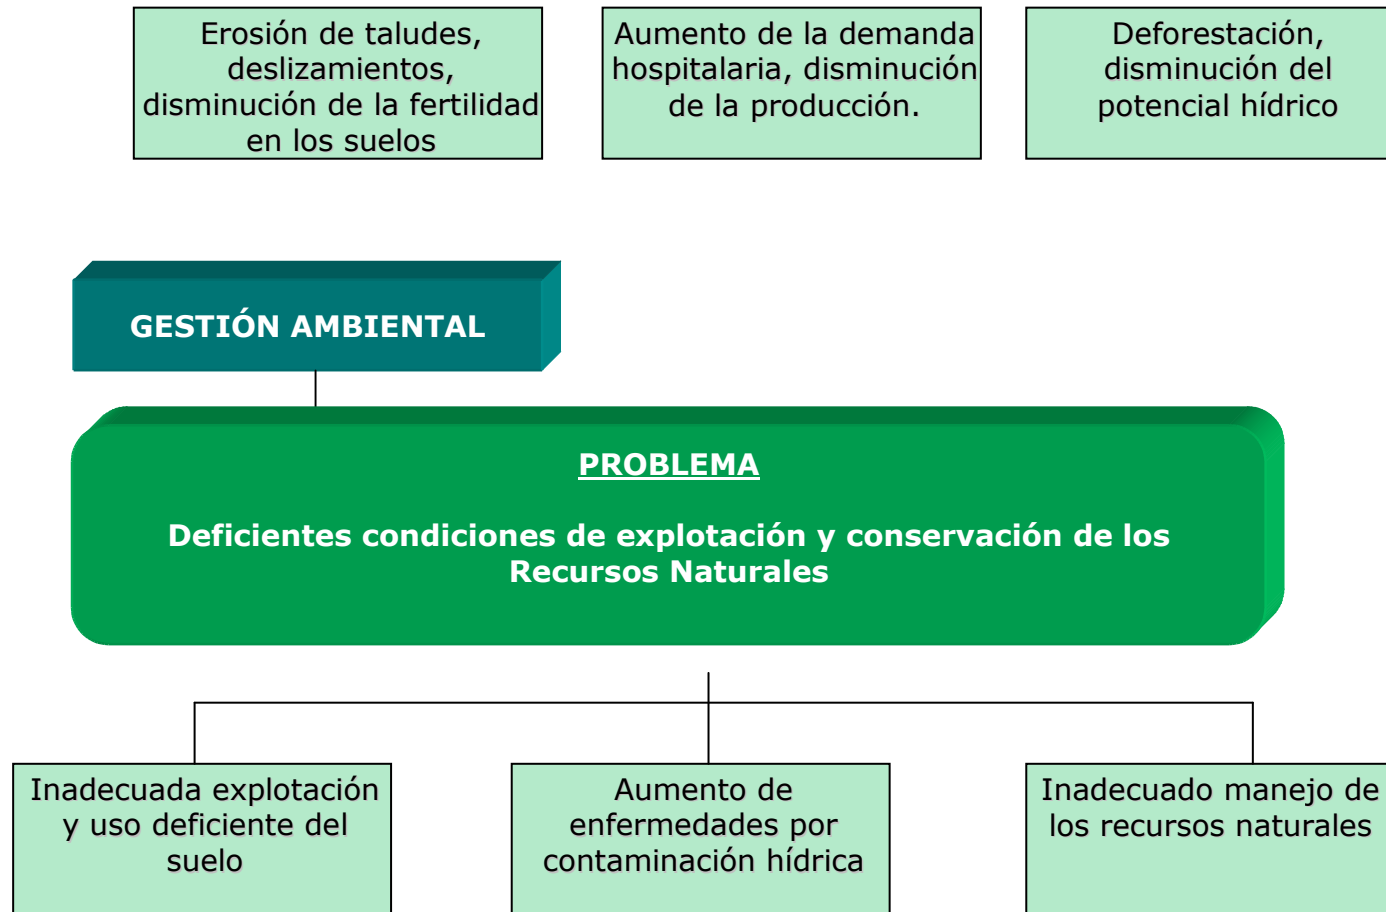 Erosión de taludes,
deslizamientos,
disminución de la fertilidad
en los suelos
Aumento de la demanda
hospitalaria, disminución
de la producción.
Deforestación,
disminución del
potencial hídrico
GESTIÓN AMBIENTAL
PROBLEMA
Deficientes condiciones de explotación y conservación de los
Recursos Naturales
Inadecuada explotación
y uso deficiente del
suelo
Aumento de
enfermedades por
contaminación hídrica
Inadecuado manejo de
los recursos naturales